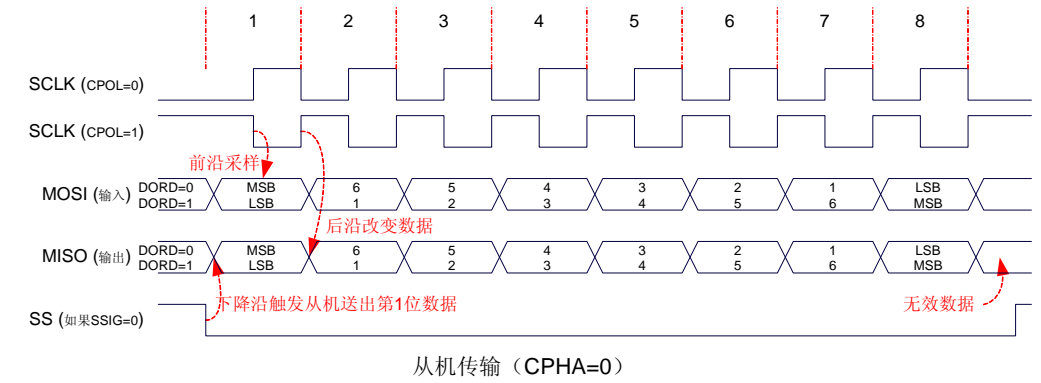 1 2 3 4 5 6 7 8
SCLK (CPOL=0)
SCLK (CPOL=1)
前沿采样
MOSI (输入) DORD=0 MSB 6 5 4 3 2 1 LSB
DORD=1 LSB 1 2 3 4 5 6 MSB
后沿改变数据
MISO (输出) DORD=0 MSB 6 5 4 3 2 1 LSB
DORD=1 LSB 1 2 3 4 5 6 MSB
下降沿触发从机送出第1位数据 无效数据
SS (如果SSIG=0)
从机传输（CPHA=0）